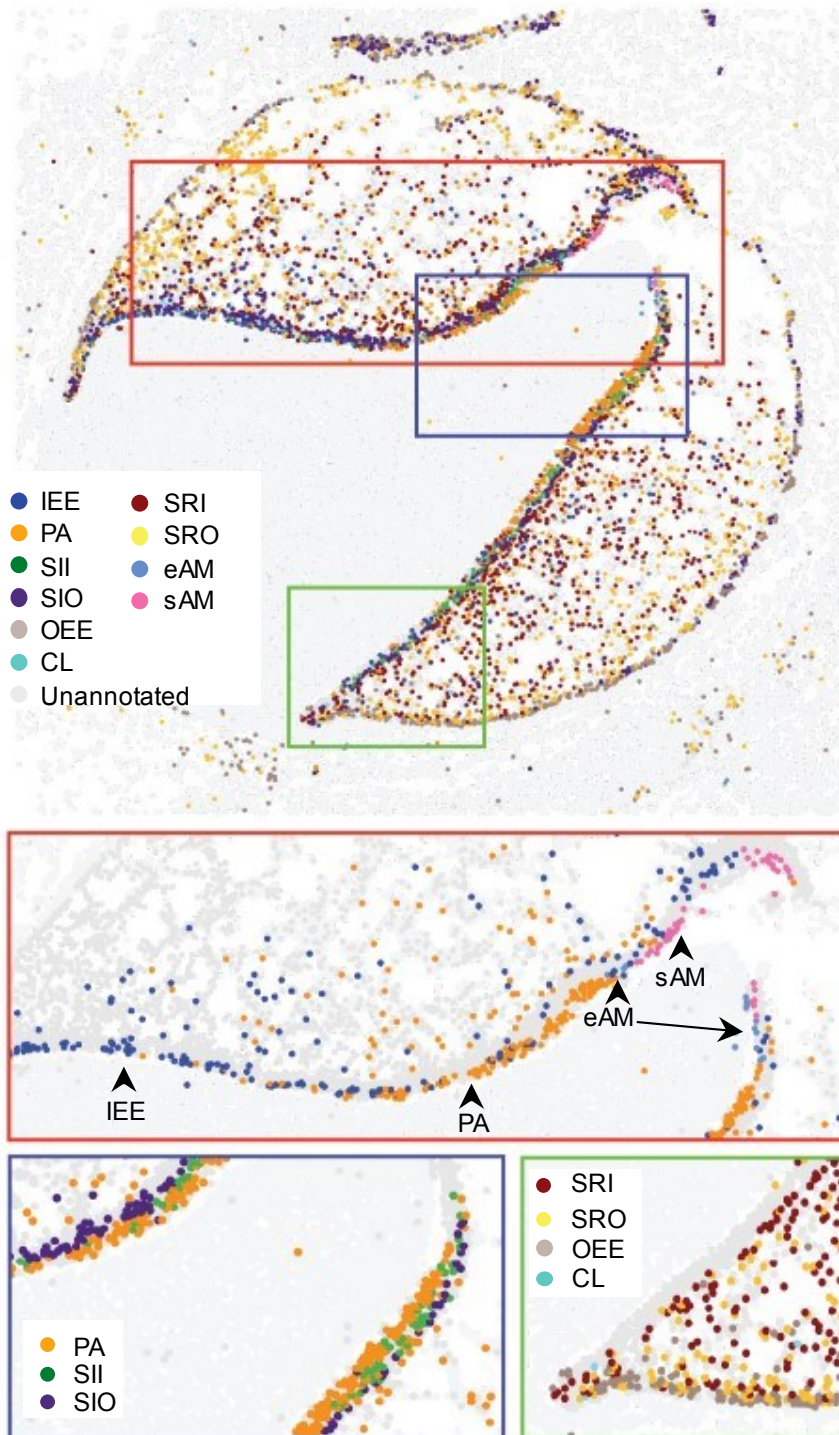 IEE
PA
SII
SIO
OEE
CL
Unannotated
SRI
SRO
eAM
sAM
sAM
eAM
IEE
PA
PA
SII
SIO
SRI
SRO
OEE
CL